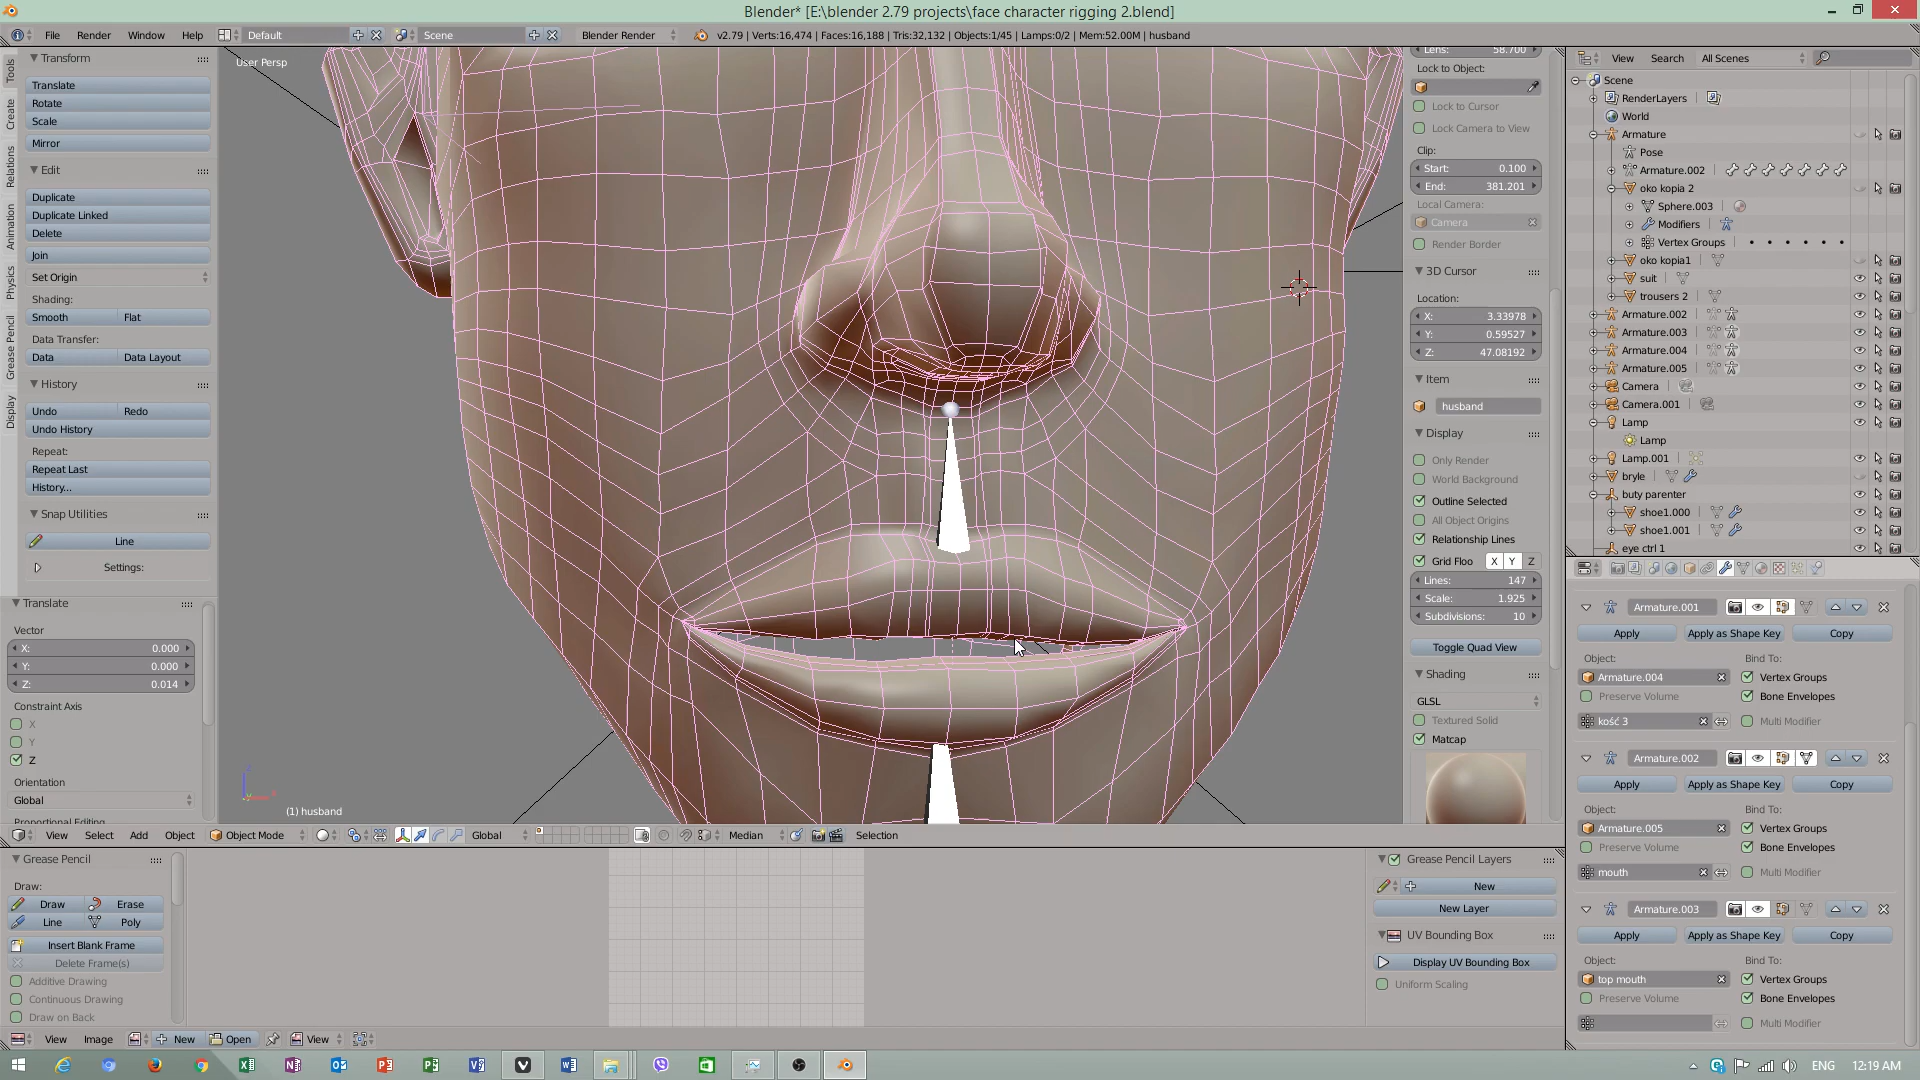 Blender* [E:\blender 2.79 projects\face character rigging 2.blend]
File Render Window Help Default Scene Blender Render v2.79 | Verts:16,474 | Faces:16,188 | Tris:32,132 | Objects:1/45 | Lamps:0/2 | Mem:52.00M | husband
Tools
Create
Relations
Animation
Physics
Grease Pencil
Display
Transform
Translate
Rotate
Scale
Mirror
Edit
Duplicate
Duplicate Linked
Delete
Join
Set Origin
Shading:
Smooth Flat
Data Transfer:
Data Data Layout
History
Undo Redo
Undo History
Repeat:
Repeat Last
History...
Snap Utilities
Line
Settings:
Translate
Vector
X: 0.000
Y: 0.000
Z: 0.014
Constraint Axis
X
Y
Z
Orientation
Global
Proportional Editing
User Persp
(1) husband
View Select Add Object Object Mode Global Median Selection
Lens: 58.700
Lock to Object:
Lock to Cursor
Lock Camera to View
Clip:
Start: 0.100
End: 381.201
Local Camera:
Camera
Render Border
3D Cursor
Location:
X: 3.33978
Y: 0.59527
Z: 47.08192
Item
husband
Display
Only Render
World Background
Outline Selected
All Object Origins
Relationship Lines
Grid Floo X Y Z
Lines: 147
Scale: 1.925
Subdivisions: 10
Toggle Quad View
Shading
GLSL
Textured Solid
Matcap
View Search All Scenes
Scene
RenderLayers
World
Armature
Pose
Armature.002
oko kopia 2
Sphere.003
Modifiers
Vertex Groups
oko kopia1
suit
trousers 2
Armature.002
Armature.003
Armature.004
Armature.005
Camera
Camera.001
Lamp
Lamp
Lamp.001
bryle
buty parenter
shoe1.000
shoe1.001
eye ctrl 1
Armature.001
Apply Apply as Shape Key Copy
Object: Bind To:
Armature.004 Vertex Groups
Preserve Volume Bone Envelopes
kość 3 Multi Modifier
Armature.002
Apply Apply as Shape Key Copy
Object: Bind To:
Armature.005 Vertex Groups
Preserve Volume Bone Envelopes
mouth Multi Modifier
Armature.003
Apply Apply as Shape Key Copy
Object: Bind To:
top mouth Vertex Groups
Preserve Volume Bone Envelopes
Multi Modifier
Grease Pencil
Draw:
Draw Erase
Line Poly
Insert Blank Frame
Delete Frame(s)
Additive Drawing
Continuous Drawing
Draw on Back
Grease Pencil Layers
New
New Layer
UV Bounding Box
Display UV Bounding Box
Uniform Scaling
View Image New Open View
ENG 12:19 AM